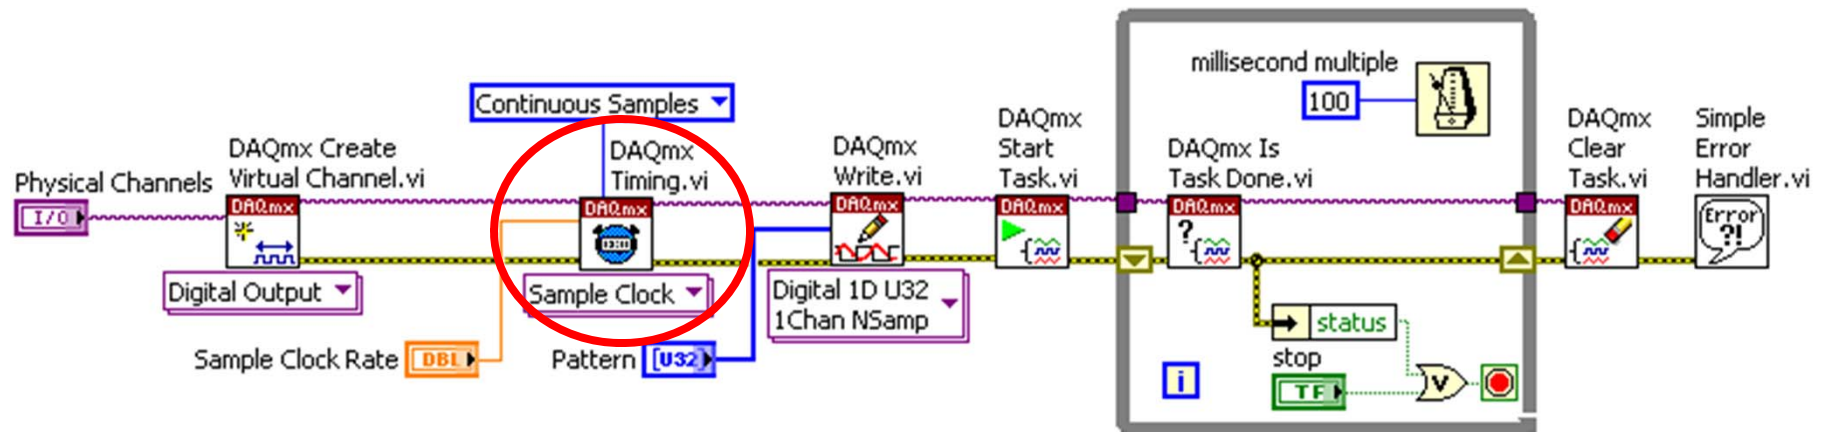 Physical Channels
I/O
DAQmx Create
Virtual Channel.vi
DAQmx
Digital Output
Sample Clock Rate
DBL
Continuous Samples
DAQmx
Timing.vi
DAQmx
Sample Clock
Pattern
[U32]
DAQmx
Write.vi
DAQmx
Digital 1D U32
1Chan NSamp
DAQmx
Start
Task.vi
DAQmx
millisecond multiple
100
DAQmx Is
Task Done.vi
DAQmx
?
status
stop
TF
i
V
DAQmx
Clear
Task.vi
DAQmx
Simple
Error
Handler.vi
Error
?!